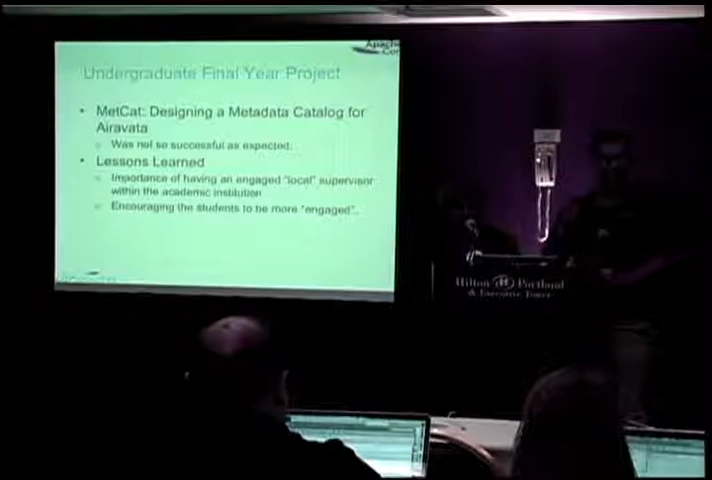 Apache
Con
Undergraduate Final Year Project
• MetCat: Designing a Metadata Catalog for
Airavata
○ Was not so successful as expected.
• Lessons Learned
○ Importance of having an engaged "local" supervisor
within the academic institution
○ Encouraging the students to be more "engaged".
Hilton H Portland
& Executive Tower